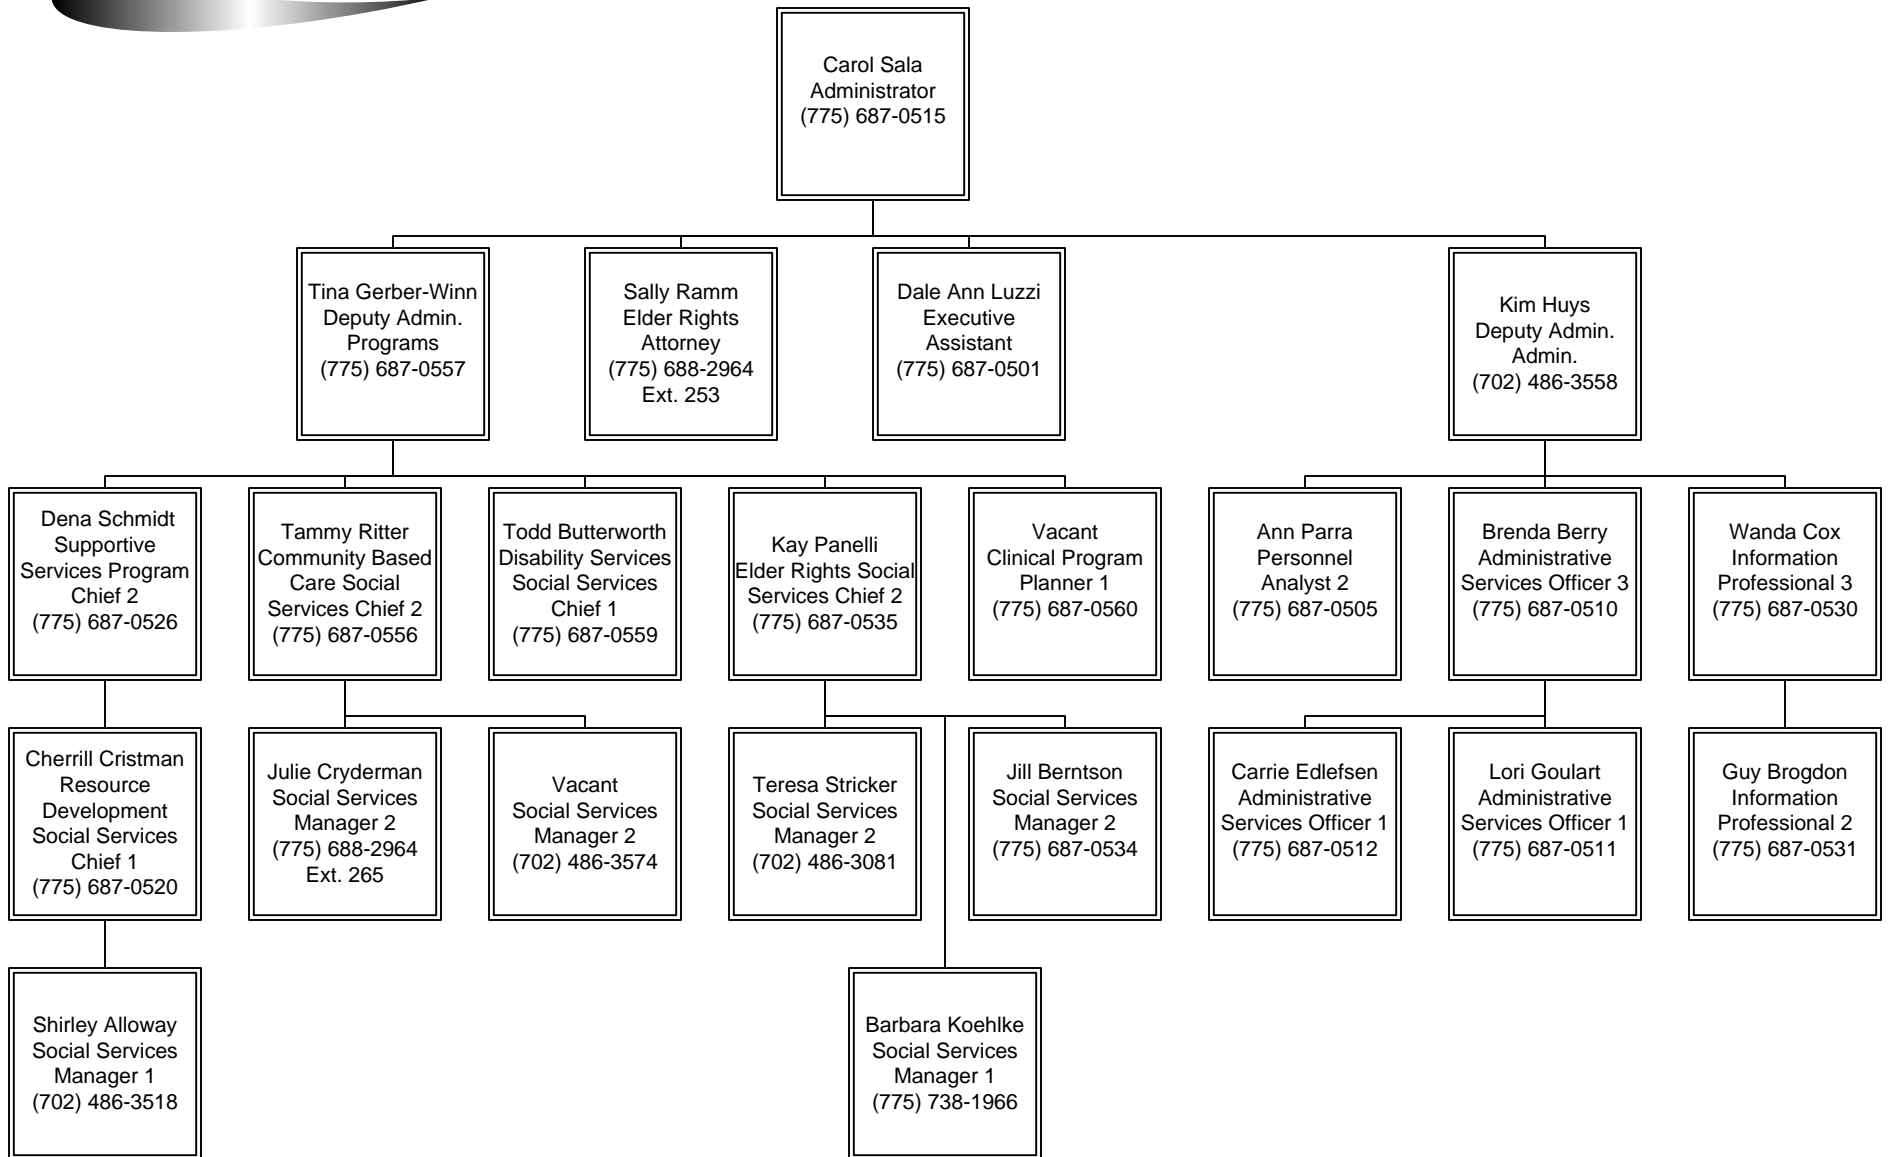 Carol Sala
Administrator
(775) 687-0515
Tina Gerber-Winn
Deputy Admin.
Programs
(775) 687-0557
Sally Ramm
Elder Rights
Attorney
(775) 688-2964
Ext. 253
Dale Ann Luzzi
Executive
Assistant
(775) 687-0501
Kim Huys
Deputy Admin.
Admin.
(702) 486-3558
Dena Schmidt
Supportive
Services Program
Chief 2
(775) 687-0526
Tammy Ritter
Community Based
Care Social
Services Chief 2
(775) 687-0556
Todd Butterworth
Disability Services
Social Services
Chief 1
(775) 687-0559
Kay Panelli
Elder Rights Social
Services Chief 2
(775) 687-0535
Vacant
Clinical Program
Planner 1
(775) 687-0560
Ann Parra
Personnel
Analyst 2
(775) 687-0505
Brenda Berry
Administrative
Services Officer 3
(775) 687-0510
Wanda Cox
Information
Professional 3
(775) 687-0530
Cherrill Cristman
Resource
Development
Social Services
Chief 1
(775) 687-0520
Julie Cryderman
Social Services
Manager 2
(775) 688-2964
Ext. 265
Vacant
Social Services
Manager 2
(702) 486-3574
Teresa Stricker
Social Services
Manager 2
(702) 486-3081
Jill Berntson
Social Services
Manager 2
(775) 687-0534
Carrie Edlefsen
Administrative
Services Officer 1
(775) 687-0512
Lori Goulart
Administrative
Services Officer 1
(775) 687-0511
Guy Brogdon
Information
Professional 2
(775) 687-0531
Shirley Alloway
Social Services
Manager 1
(702) 486-3518
Barbara Koehlke
Social Services
Manager 1
(775) 738-1966